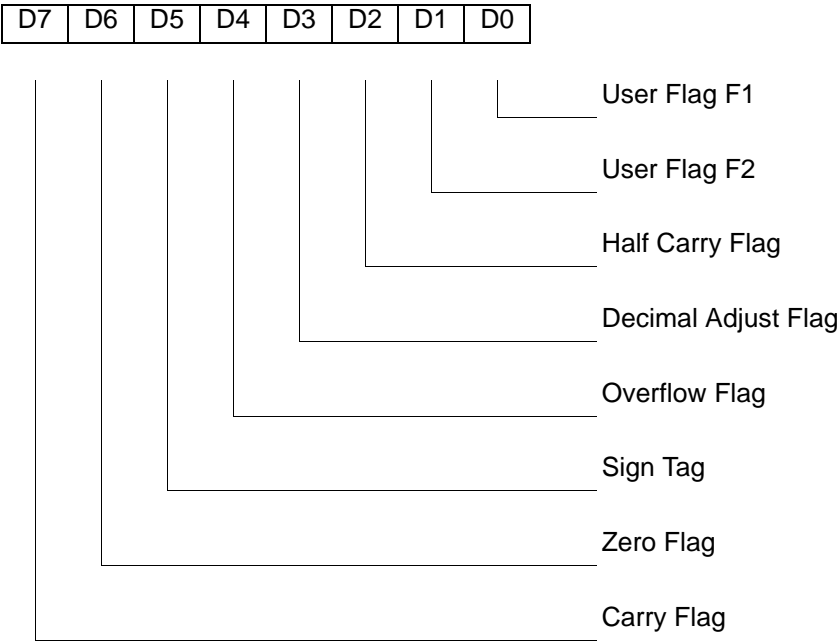 D7 D6 D5 D4 D3 D2 D1 D0
User Flag F1
User Flag F2
Half Carry Flag
Decimal Adjust Flag
Overflow Flag
Sign Tag
Zero Flag
Carry Flag